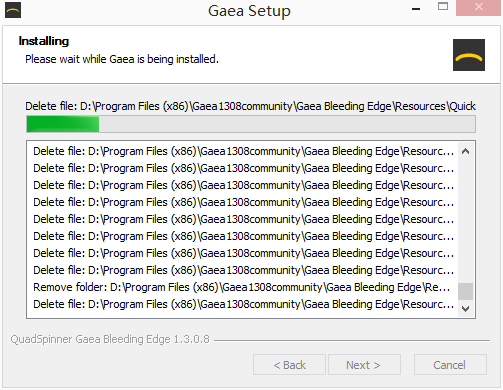 Gaea Setup
Installing
Please wait while Gaea is being installed.
Delete file: D:\Program Files (x86)\Gaea1308community\Gaea Bleeding Edge\Resources\Quick
Delete file: D:\Program Files (x86)\Gaea1308community\Gaea Bleeding Edge\Resourc...
Delete file: D:\Program Files (x86)\Gaea1308community\Gaea Bleeding Edge\Resourc...
Delete file: D:\Program Files (x86)\Gaea1308community\Gaea Bleeding Edge\Resourc...
Delete file: D:\Program Files (x86)\Gaea1308community\Gaea Bleeding Edge\Resourc...
Delete file: D:\Program Files (x86)\Gaea1308community\Gaea Bleeding Edge\Resourc...
Delete file: D:\Program Files (x86)\Gaea1308community\Gaea Bleeding Edge\Resourc...
Delete file: D:\Program Files (x86)\Gaea1308community\Gaea Bleeding Edge\Resourc...
Delete file: D:\Program Files (x86)\Gaea1308community\Gaea Bleeding Edge\Resourc...
Remove folder: D:\Program Files (x86)\Gaea1308community\Gaea Bleeding Edge\Re...
Delete file: D:\Program Files (x86)\Gaea1308community\Gaea Bleeding Edge\Resourc...
QuadSpinner Gaea Bleeding Edge 1.3.0.8
< Back
Next >
Cancel